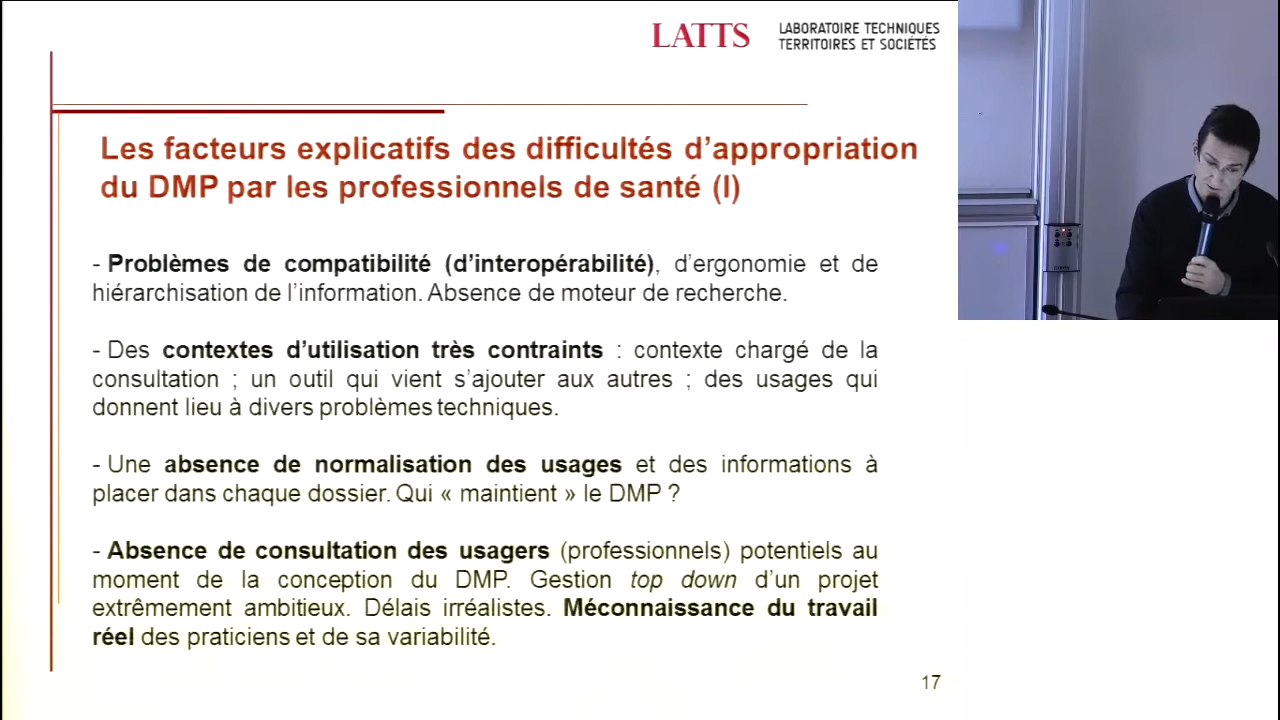 LATTS
LABORATOIRE TECHNIQUES
TERRITOIRES ET SOCIÉTÉS
Les facteurs explicatifs des difficultés d’appropriation
du DMP par les professionnels de santé (I)
- Problèmes de compatibilité (d’interopérabilité), d’ergonomie et de
hiérarchisation de l’information. Absence de moteur de recherche.
- Des contextes d’utilisation très contraints : contexte chargé de la
consultation ; un outil qui vient s’ajouter aux autres ; des usages qui
donnent lieu à divers problèmes techniques.
- Une absence de normalisation des usages et des informations à
placer dans chaque dossier. Qui « maintient » le DMP ?
- Absence de consultation des usagers (professionnels) potentiels au
moment de la conception du DMP. Gestion top down d’un projet
extrêmement ambitieux. Délais irréalistes. Méconnaissance du travail
réel des praticiens et de sa variabilité.
17